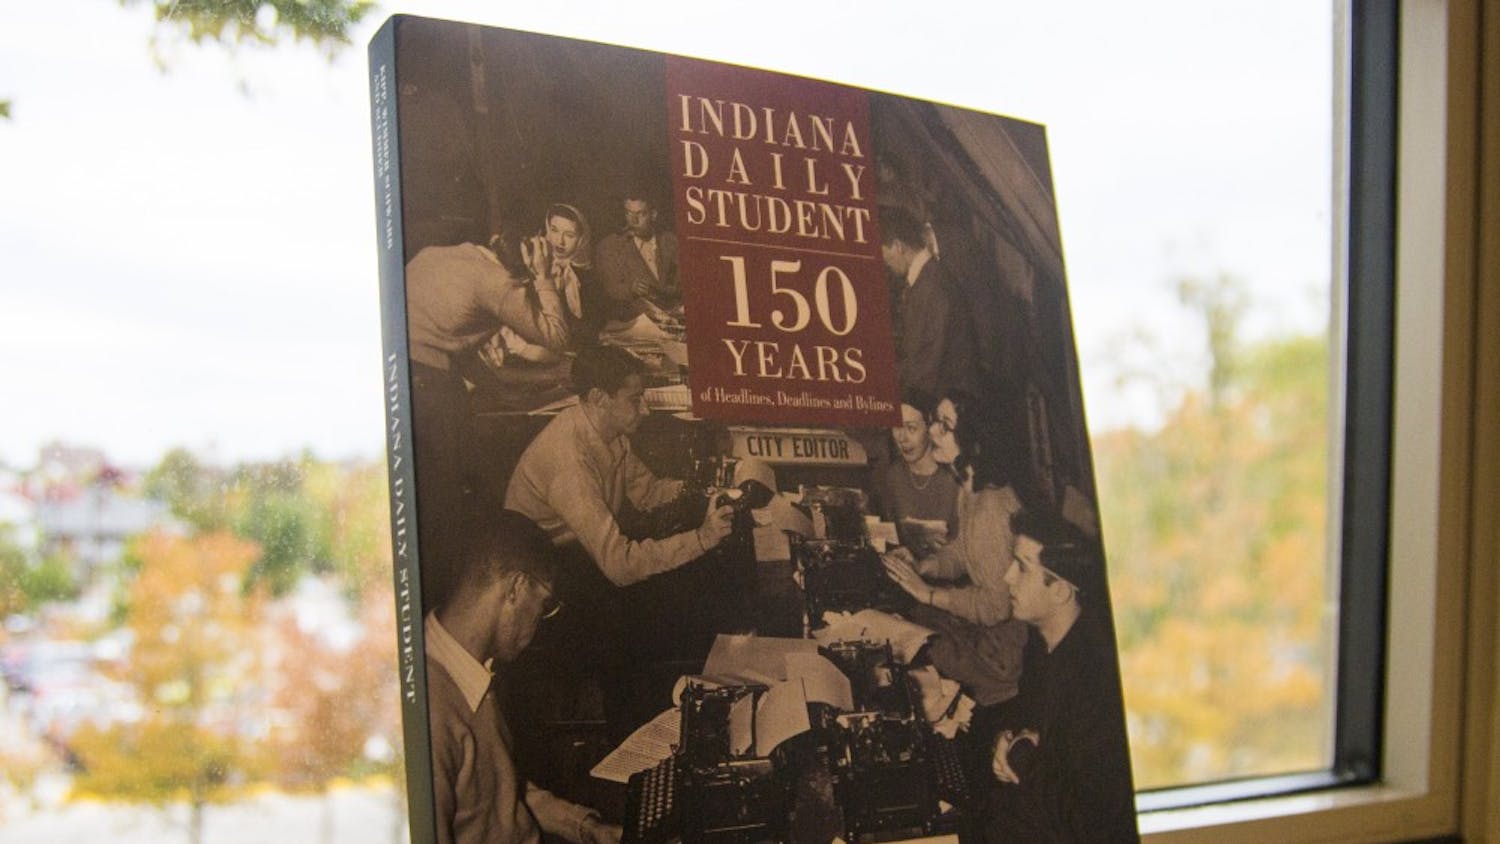 INDIANA
DAILY
STUDENT
150
YEARS
of Headlines, Deadlines and Bylines
CITY EDITOR
INDIANA DAILY STUDENT